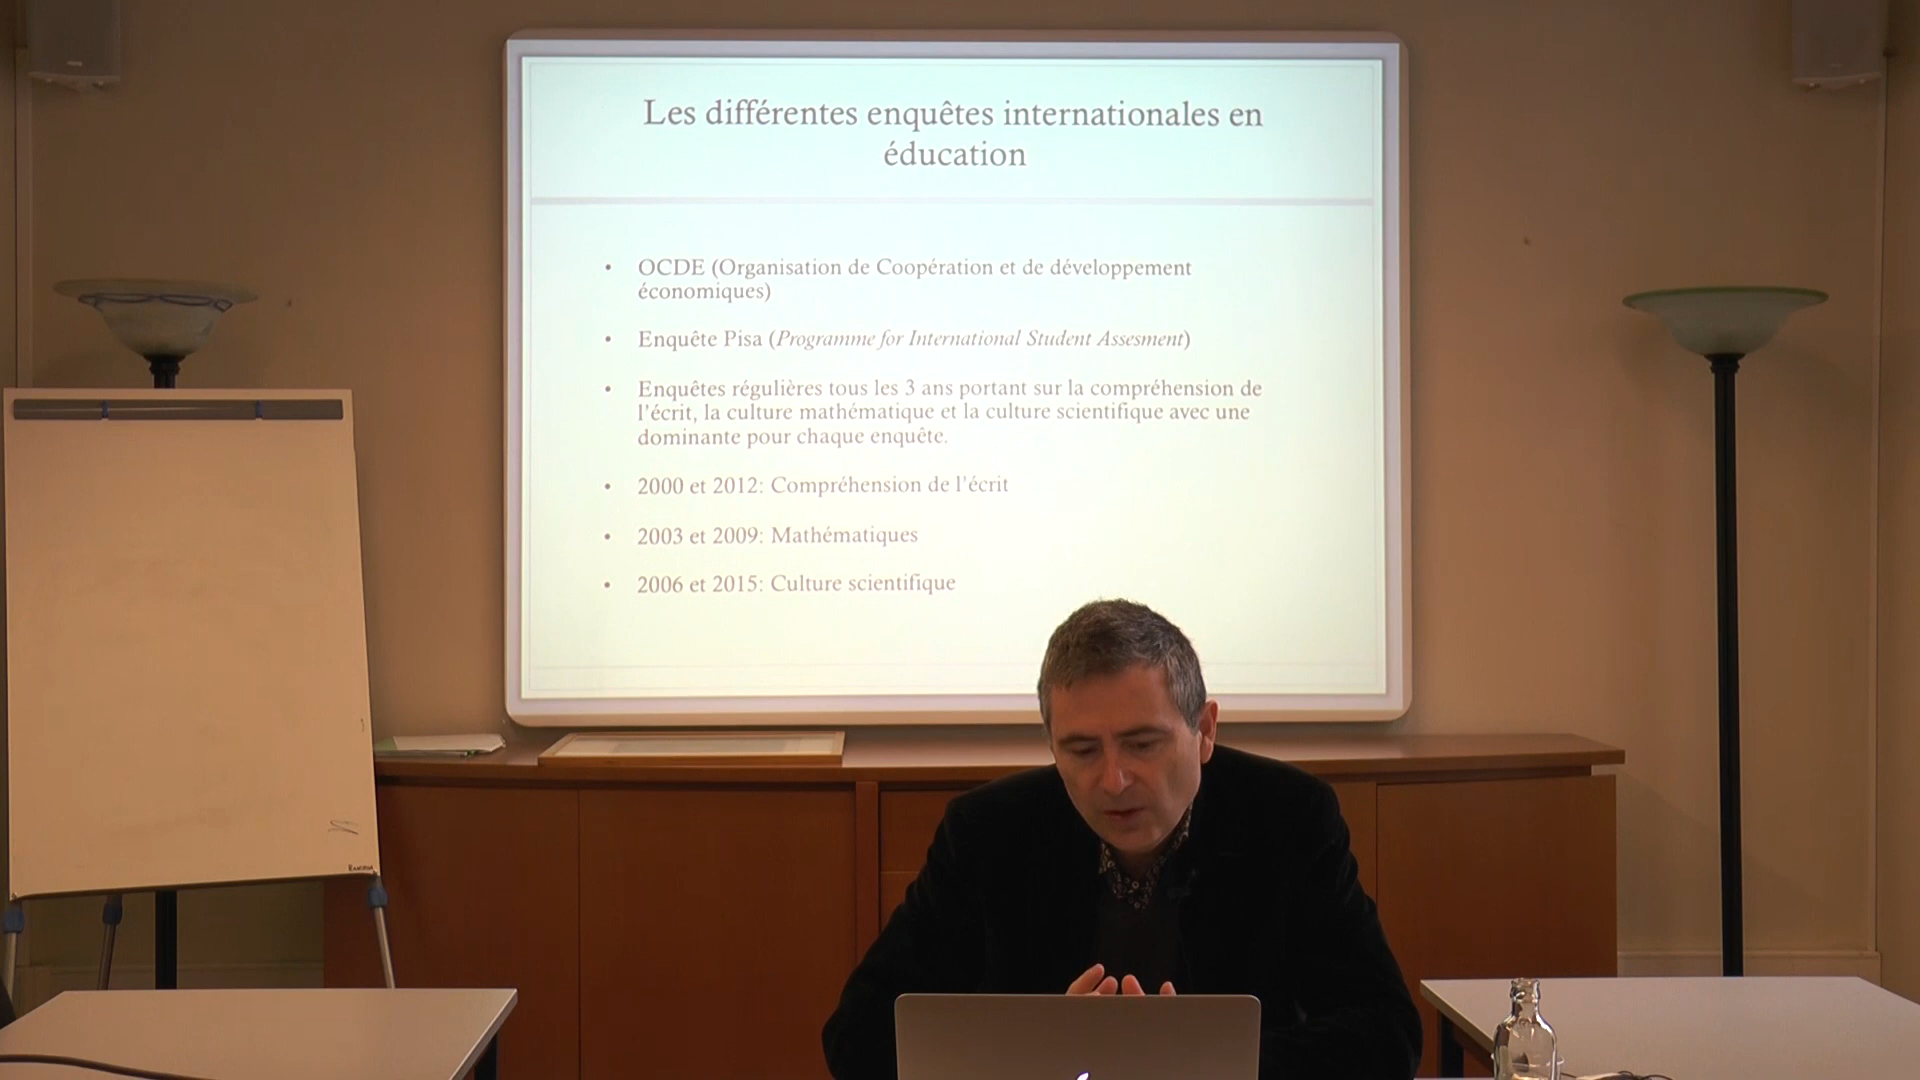 Les différentes enquêtes internationales en
éducation
• OCDE (Organisation de Coopération et de développement
économiques)
• Enquête Pisa (Programme for International Student Assesment)
• Enquêtes régulières tous les 3 ans portant sur la compréhension de
l'écrit, la culture mathématique et la culture scientifique avec une
dominante pour chaque enquête.
• 2000 et 2012: Compréhension de l'écrit
• 2003 et 2009: Mathématiques
• 2006 et 2015: Culture scientifique